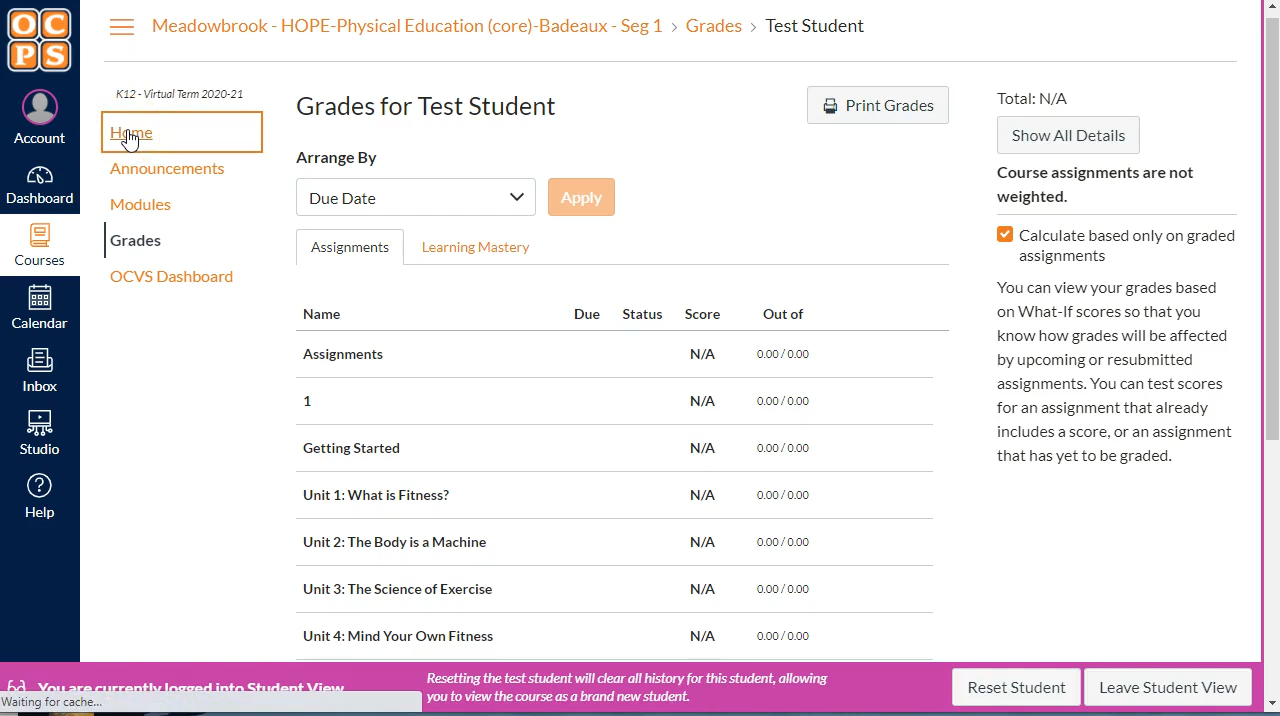 OC
PS
Account
Dashboard
Courses
Calendar
Inbox
Studio
Help
Meadowbrook - HOPE-Physical Education (core)-Badeaux - Seg 1 › Grades › Test Student
K12 - Virtual Term 2020-21
Home
Announcements
Modules
Grades
OCVS Dashboard
Grades for Test Student
Print Grades
Arrange By
Due Date
Apply
Assignments
Learning Mastery
Name Due Status Score Out of
Assignments N/A 0.00 / 0.00
1 N/A 0.00 / 0.00
Getting Started N/A 0.00 / 0.00
Unit 1: What is Fitness? N/A 0.00 / 0.00
Unit 2: The Body is a Machine N/A 0.00 / 0.00
Unit 3: The Science of Exercise N/A 0.00 / 0.00
Unit 4: Mind Your Own Fitness N/A 0.00 / 0.00
Total: N/A
Show All Details
Course assignments are not
weighted.
Calculate based only on graded
assignments
You can view your grades based
on What-If scores so that you
know how grades will be affected
by upcoming or resubmitted
assignments. You can test scores
for an assignment that already
includes a score, or an assignment
that has yet to be graded.
You are currently logged into Student View
Resetting the test student will clear all history for this student, allowing
you to view the course as a brand new student.
Reset Student
Leave Student View
Waiting for cache...